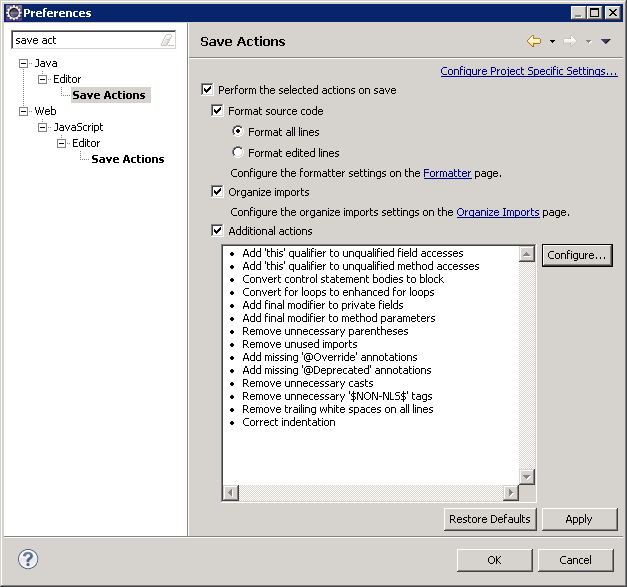 Preferences
save act
Java
Editor
Save Actions
Web
JavaScript
Editor
Save Actions
Save Actions
Configure Project Specific Settings...
Perform the selected actions on save
Format source code
Format all lines
Format edited lines
Configure the formatter settings on the Formatter page.
Organize imports
Configure the organize imports settings on the Organize Imports page.
Additional actions
Add 'this' qualifier to unqualified field accesses
Add 'this' qualifier to unqualified method accesses
Convert control statement bodies to block
Convert for loops to enhanced for loops
Add final modifier to private fields
Add final modifier to method parameters
Remove unnecessary parentheses
Remove unused imports
Add missing '@Override' annotations
Add missing '@Deprecated' annotations
Remove unnecessary casts
Remove unnecessary '$NON-NLS$' tags
Remove trailing white spaces on all lines
Correct indentation
Configure...
Restore Defaults
Apply
?
OK
Cancel